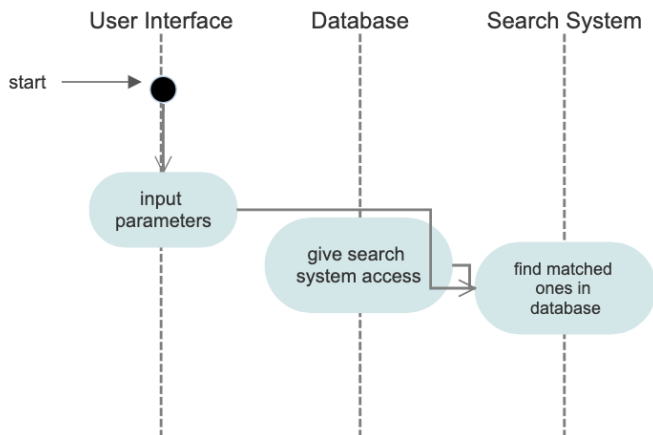 User Interface
Database
Search System
start
input
parameters
give search
system access
find matched
ones in
database